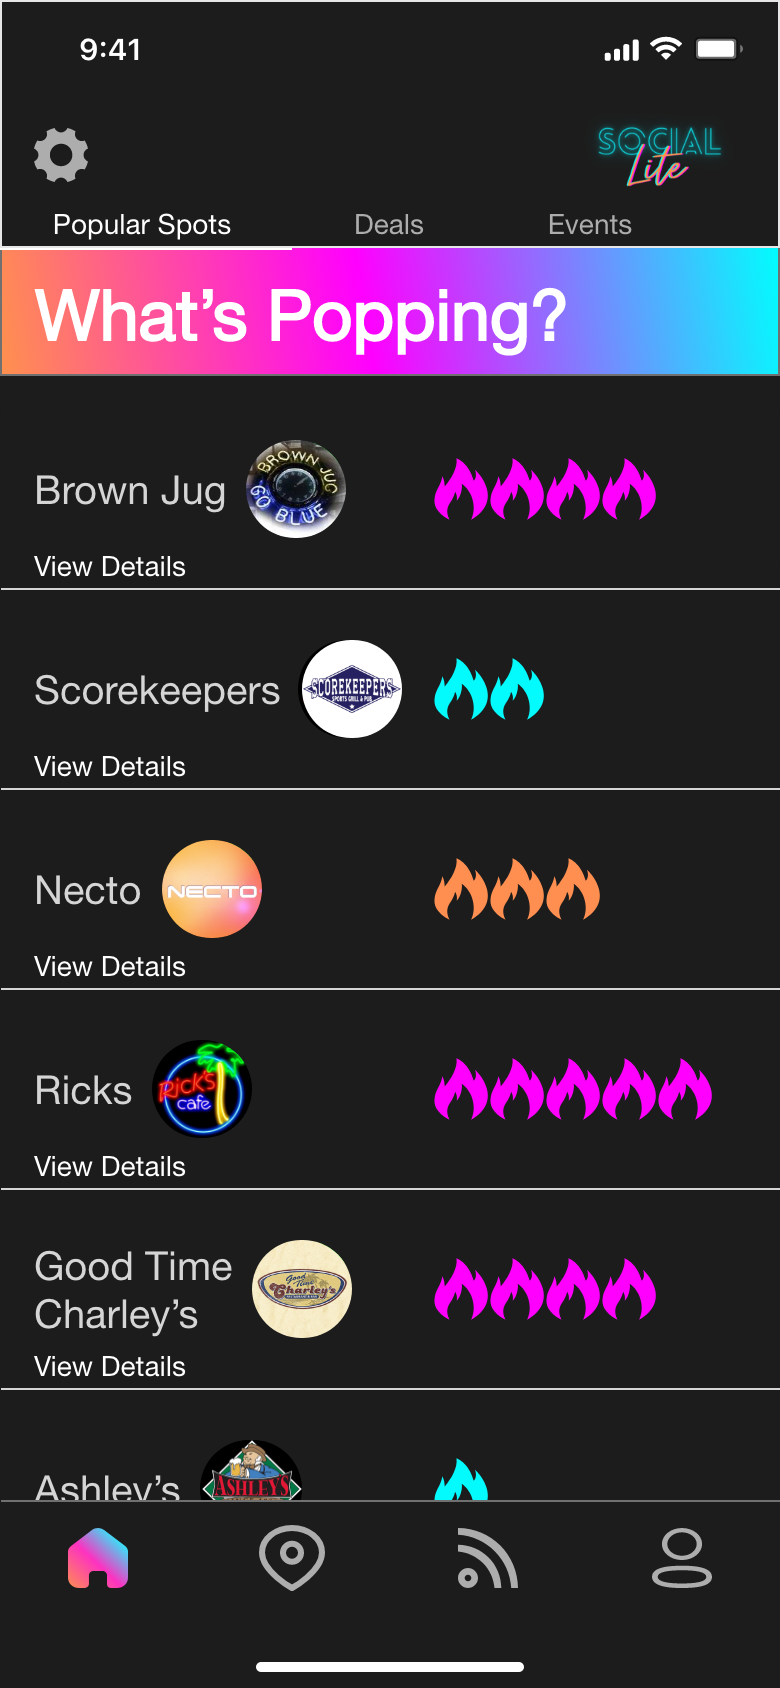 9:41
SOCIAL
Lite
Popular Spots Deals Events
What’s Popping?
Brown Jug
BROWN JUG
GO BLUE
View Details
Scorekeepers
SCOREKEEPERS
SPORTS GRILL & PUB
View Details
Necto
NECTO
View Details
Ricks
Rick's
cafe
View Details
Good Time
Charley’s
Good
Time
Charley's
View Details
Ashley’s
ASHLEY'S